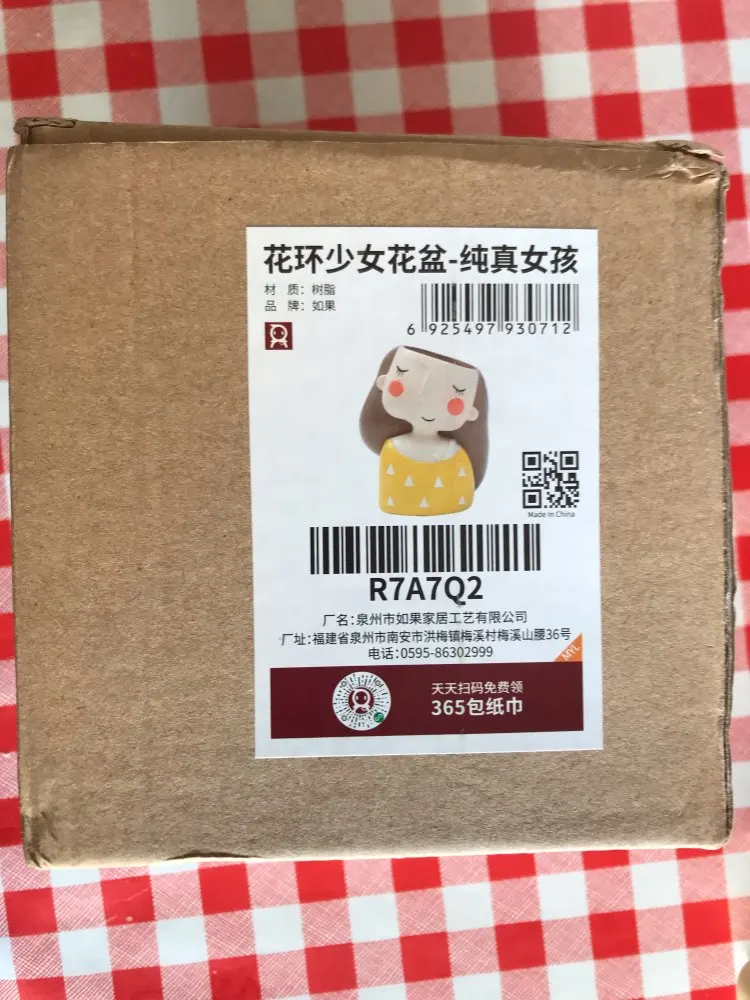 花环少女花盆-纯真女孩
材 质：树脂
品 牌：如果
6 925497 930712
Made In China
R7A7Q2
厂名：泉州市如果家居工艺有限公司
厂址：福建省泉州市南安市洪梅镇梅溪村梅溪山腰36号
电话：0595-86302999
MYL
天天扫码免费领
365包纸巾